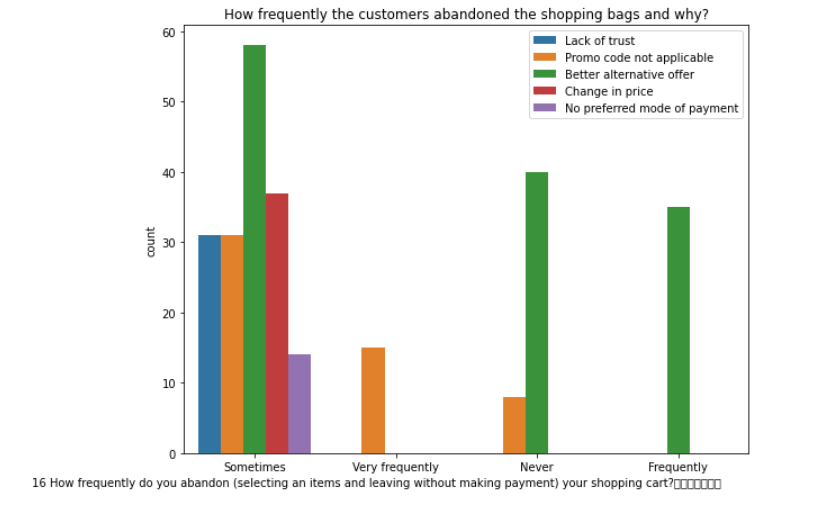 How frequently the customers abandoned the shopping bags and why?
60
50
40
30
20
10
0
count
Lack of trust
Promo code not applicable
Better alternative offer
Change in price
No preferred mode of payment
Sometimes Very frequently Never Frequently
16 How frequently do you abandon (selecting an items and leaving without making payment) your shopping cart?